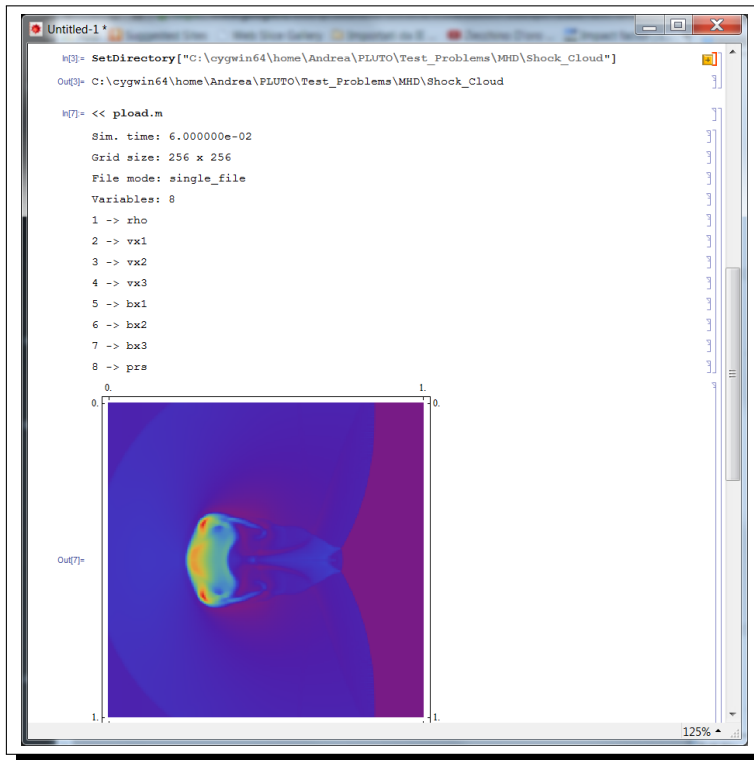 Untitled-1 *
In[3]:= SetDirectory["C:\cygwin64\home\Andrea\PLUTO\Test_Problems\MHD\Shock_Cloud"]
Out[3]= C:\cygwin64\home\Andrea\PLUTO\Test_Problems\MHD\Shock_Cloud
In[7]:= << pload.m
Sim. time: 6.000000e-02
Grid size: 256 x 256
File mode: single_file
Variables: 8
1 -> rho
2 -> vx1
3 -> vx2
4 -> vx3
5 -> bx1
6 -> bx2
7 -> bx3
8 -> prs
0. 1.
0. 0.
Out[7]=
1. 1.
125%